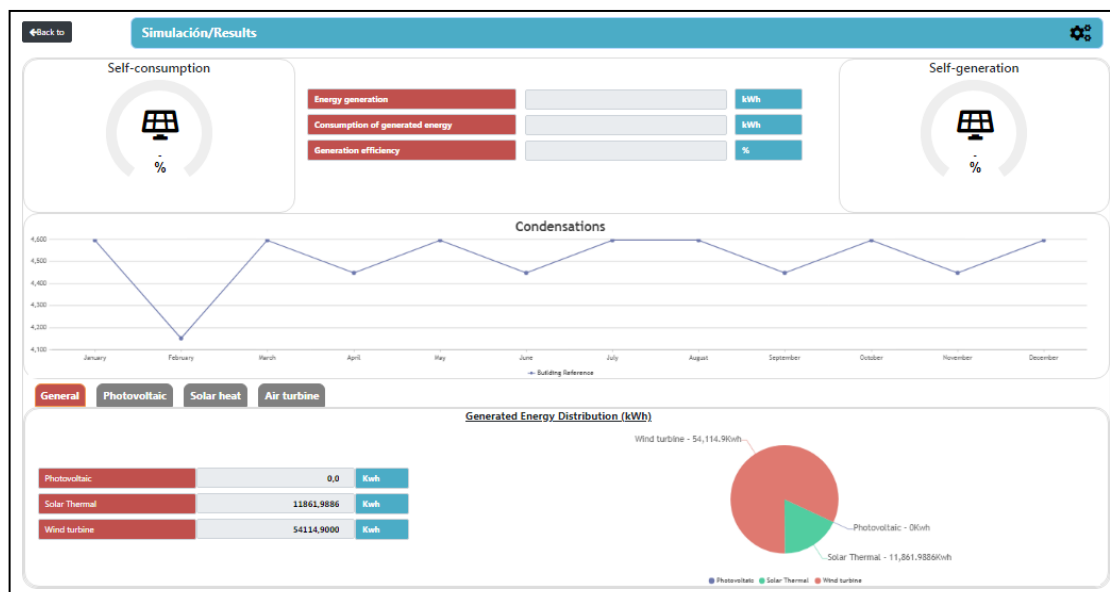 Back to
Simulación/Results
Self-consumption
-
%
Energy generation kWh
Consumption of generated energy kWh
Generation efficiency %
Self-generation
-
%
Condensations
4,600
4,500
4,400
4,300
4,200
4,100
January February March April May June July August September October November December
Building Reference
General Photovoltaic Solar heat Air turbine
Generated Energy Distribution (kWh)
Photovoltaic 0,0 Kwh
Solar Thermal 11861,9886 Kwh
Wind turbine 54114,9000 Kwh
Wind turbine - 54,114.9Kwh
Photovoltaic - 0Kwh
Solar Thermal - 11,861.9886Kwh
Photovoltaic Solar Thermal Wind turbine